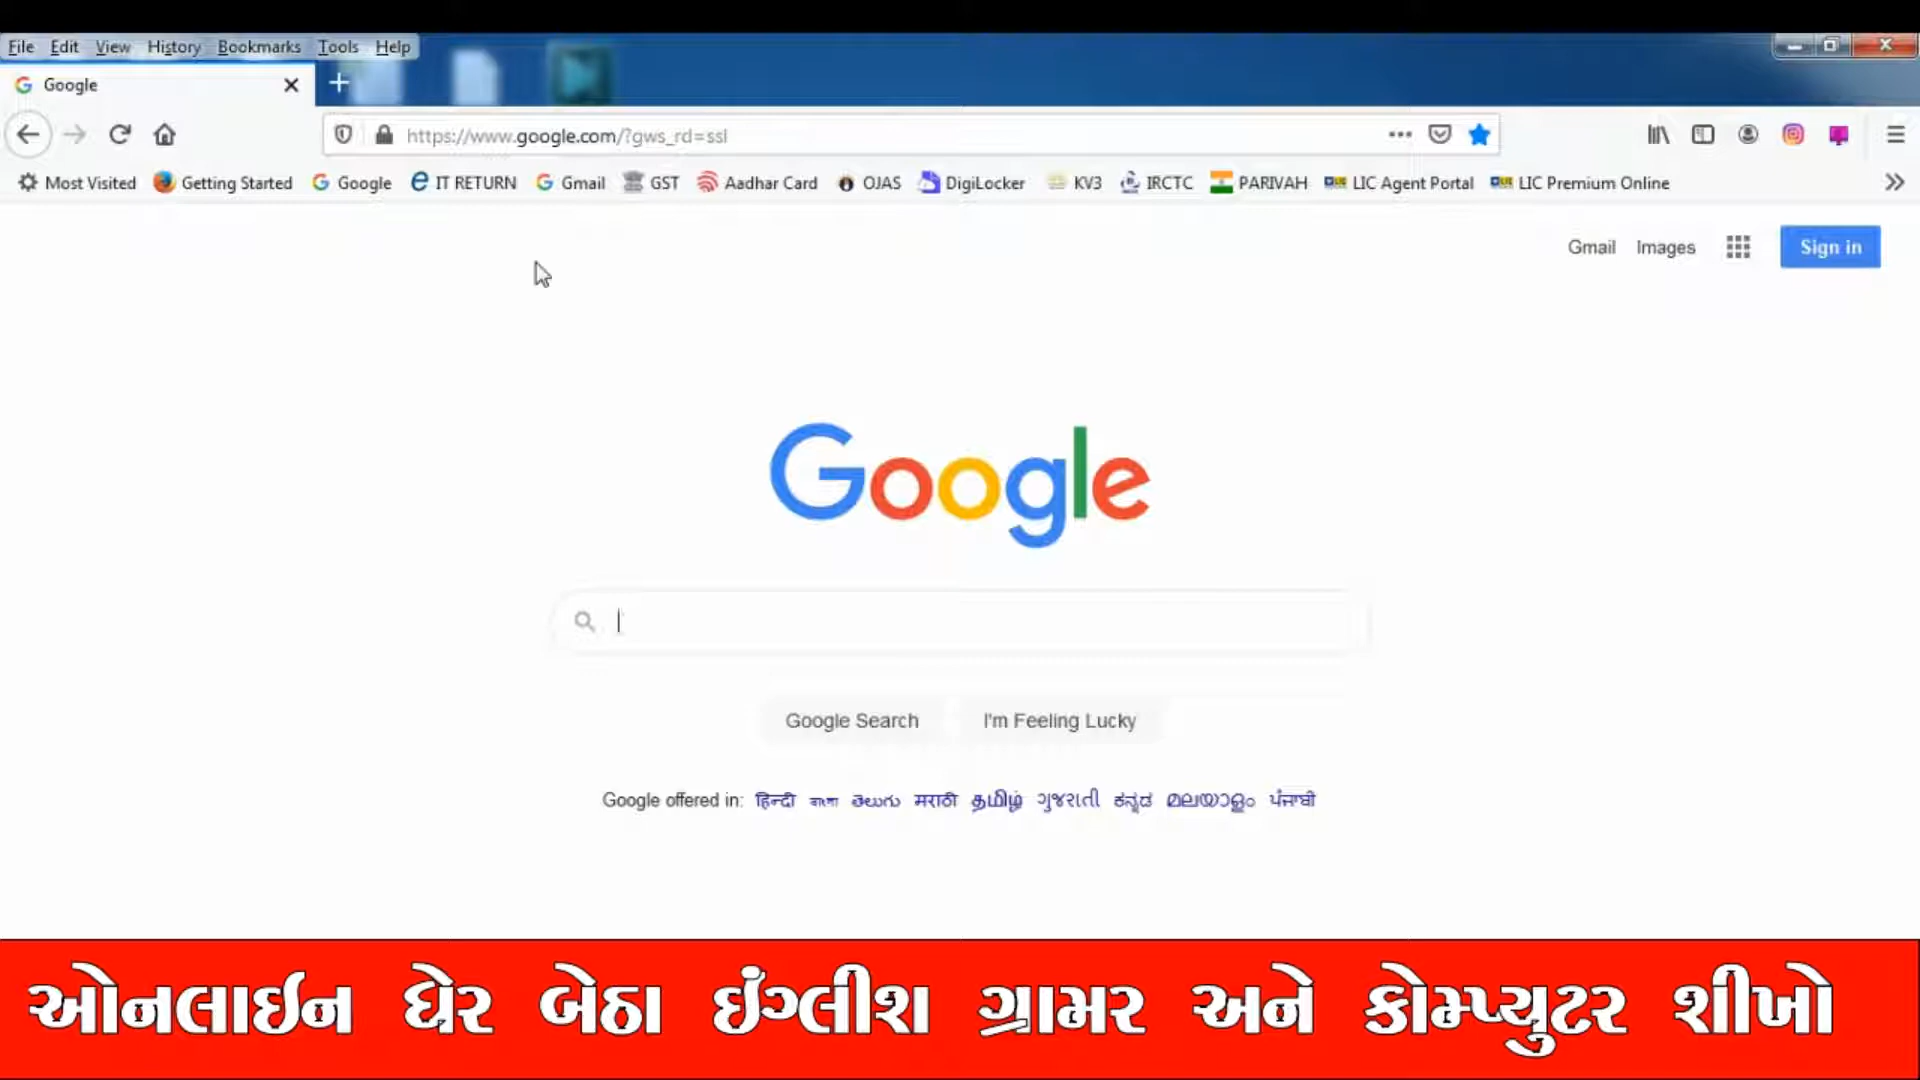 File Edit View History Bookmarks Tools Help
Google
https://www.google.com/?gws_rd=ssl
Most Visited Getting Started Google IT RETURN Gmail GST Aadhar Card OJAS DigiLocker KV3 IRCTC PARIVAH LIC Agent Portal LIC Premium Online
Gmail Images Sign in
Google
Google Search I'm Feeling Lucky
Google offered in: हिन्दी বাংলা తెలుగు मराठी தமிழ் ગુજરાતી ಕನ್ನಡ മലയാളം ਪੰਜਾਬੀ
ઓનલાઈન ઘેર બેઠા ઇંગ્લીશ ગ્રામર અને કોમ્પ્યુટર શીખો